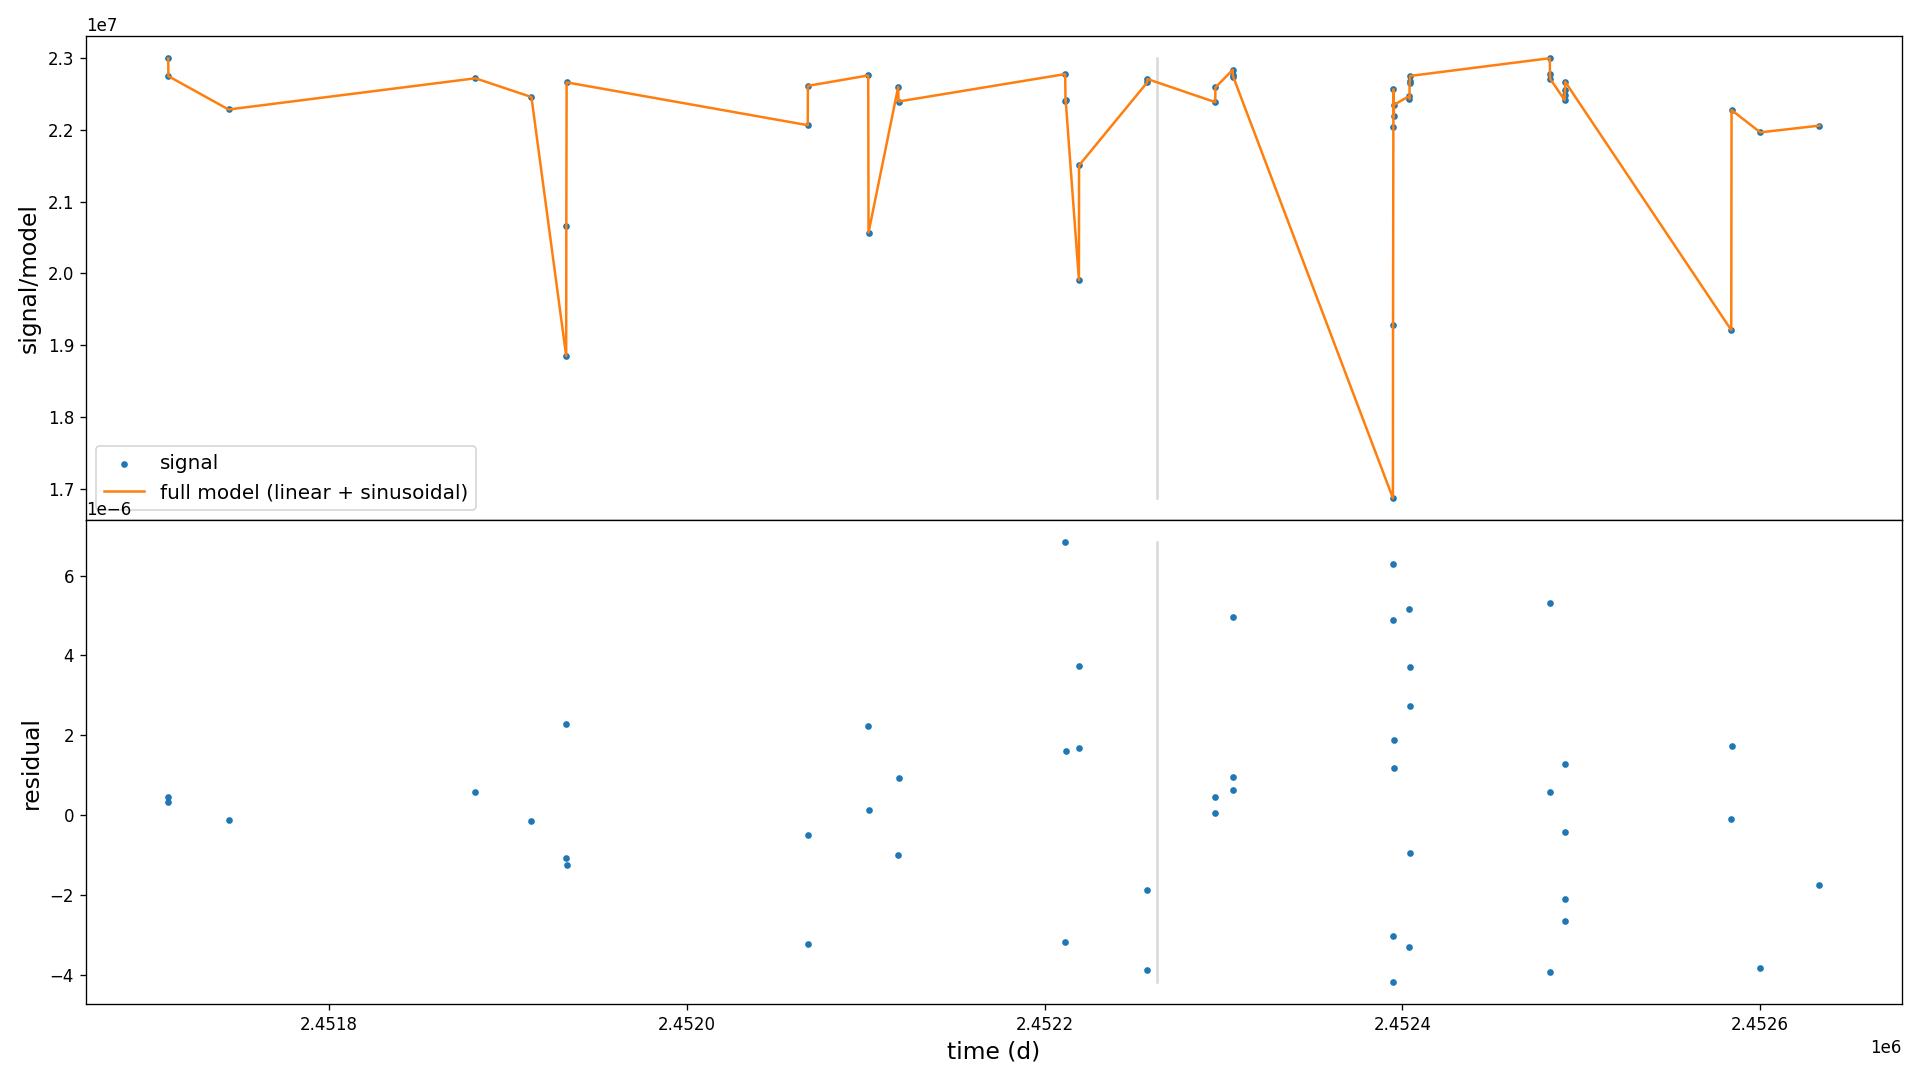 1e7
2.3
2.2
2.1
2.0
1.9
1.8
1.7
signal/model
signal
full model (linear + sinusoidal)
1e−6
6
4
2
0
−2
−4
residual
2.4518
2.4520
2.4522
2.4524
2.4526
1e6
time (d)